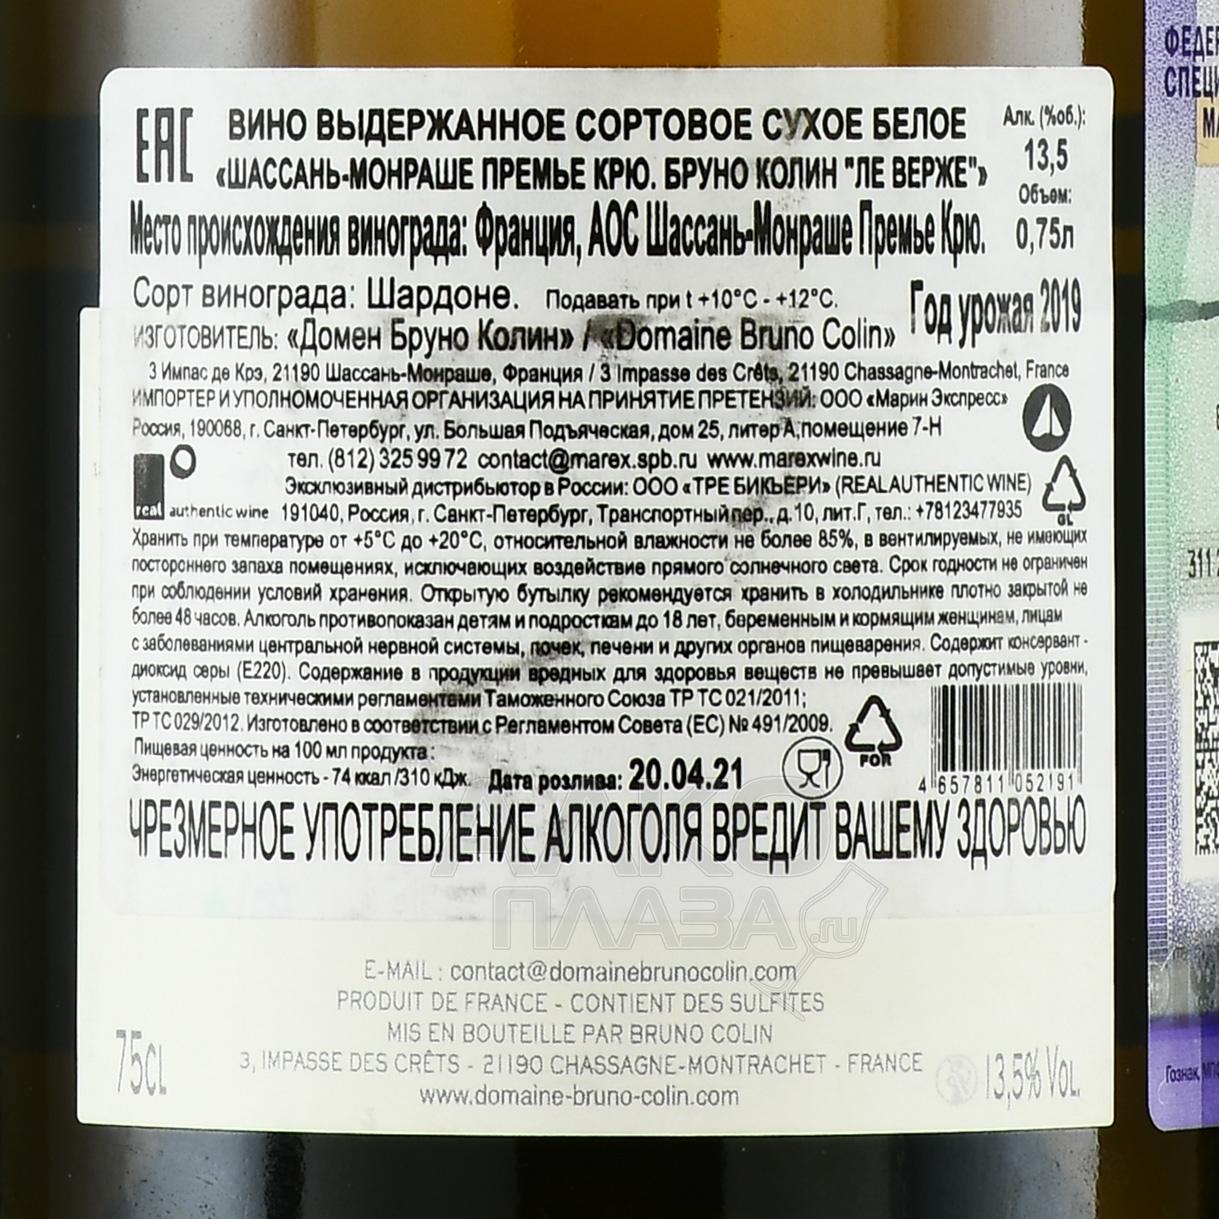 ЕАС
ВИНО ВЫДЕРЖАННОЕ СОРТОВОЕ СУХОЕ БЕЛОЕ
«ШАССАНЬ-МОНРАШЕ ПРЕМЬЕ КРЮ. БРУНО КОЛИН "ЛЕ ВЕРЖЕ"»
Алк. (%об.):
13,5
Объем:
0,75л
Место происхождения винограда: Франция, АОС Шассань-Монраше Премье Крю.
Сорт винограда: Шардоне. Подавать при t +10°C - +12°C.
Год урожая 2019
ИЗГОТОВИТЕЛЬ: «Домен Бруно Колин» / «Domaine Bruno Colin»
3 Импас де Крэ, 21190 Шассань-Монраше, Франция / 3 Impasse des Crêts, 21190 Chassagne-Montrachet, France
ИМПОРТЕР И УПОЛНОМОЧЕННАЯ ОРГАНИЗАЦИЯ НА ПРИНЯТИЕ ПРЕТЕНЗИЙ: ООО «Марин Экспресс»
Россия, 190068, г. Санкт-Петербург, ул. Большая Подъяческая, дом 25, литер А, помещение 7-Н
тел. (812) 325 99 72 contact@marex.spb.ru www.marexwine.ru
Эксклюзивный дистрибьютор в России: ООО «ТРЕ БИКЬЕРИ» (REAL AUTHENTIC WINE)
real authentic wine
191040, Россия, г. Санкт-Петербург, Транспортный пер., д.10, лит.Г, тел.: +78123477935
GL
Хранить при температуре от +5°C до +20°C, относительной влажности не более 85%, в вентилируемых, не имеющих
постороннего запаха помещениях, исключающих воздействие прямого солнечного света. Срок годности не ограничен
при соблюдении условий хранения. Открытую бутылку рекомендуется хранить в холодильнике плотно закрытой не
более 48 часов. Алкоголь противопоказан детям и подросткам до 18 лет, беременным и кормящим женщинам, лицам
с заболеваниями центральной нервной системы, почек, печени и других органов пищеварения. Содержит консервант -
диоксид серы (Е220). Содержание в продукции вредных для здоровья веществ не превышает допустимые уровни,
установленные техническими регламентами Таможенного Союза ТР ТС 021/2011;
ТР ТС 029/2012. Изготовлено в соответствии с Регламентом Совета (ЕС) № 491/2009.
Пищевая ценность на 100 мл продукта :
Энергетическая ценность - 74 ккал /310 кДж. Дата розлива: 20.04.21
FOR
4 657811 052191
ЧРЕЗМЕРНОЕ УПОТРЕБЛЕНИЕ АЛКОГОЛЯ ВРЕДИТ ВАШЕМУ ЗДОРОВЬЮ
АЛКО
ПЛАЗА.ru
E-MAIL : contact@domainebrunocolin.com
PRODUIT DE FRANCE - CONTIENT DES SULFITES
MIS EN BOUTEILLE PAR BRUNO COLIN
3, IMPASSE DES CRÊTS - 21190 CHASSAGNE-MONTRACHET - FRANCE
www.domaine-bruno-colin.com
75CL
13,5% VOL.
ФЕДЕР
СПЕЦИ
МА
311 2
Гознак, МПФ